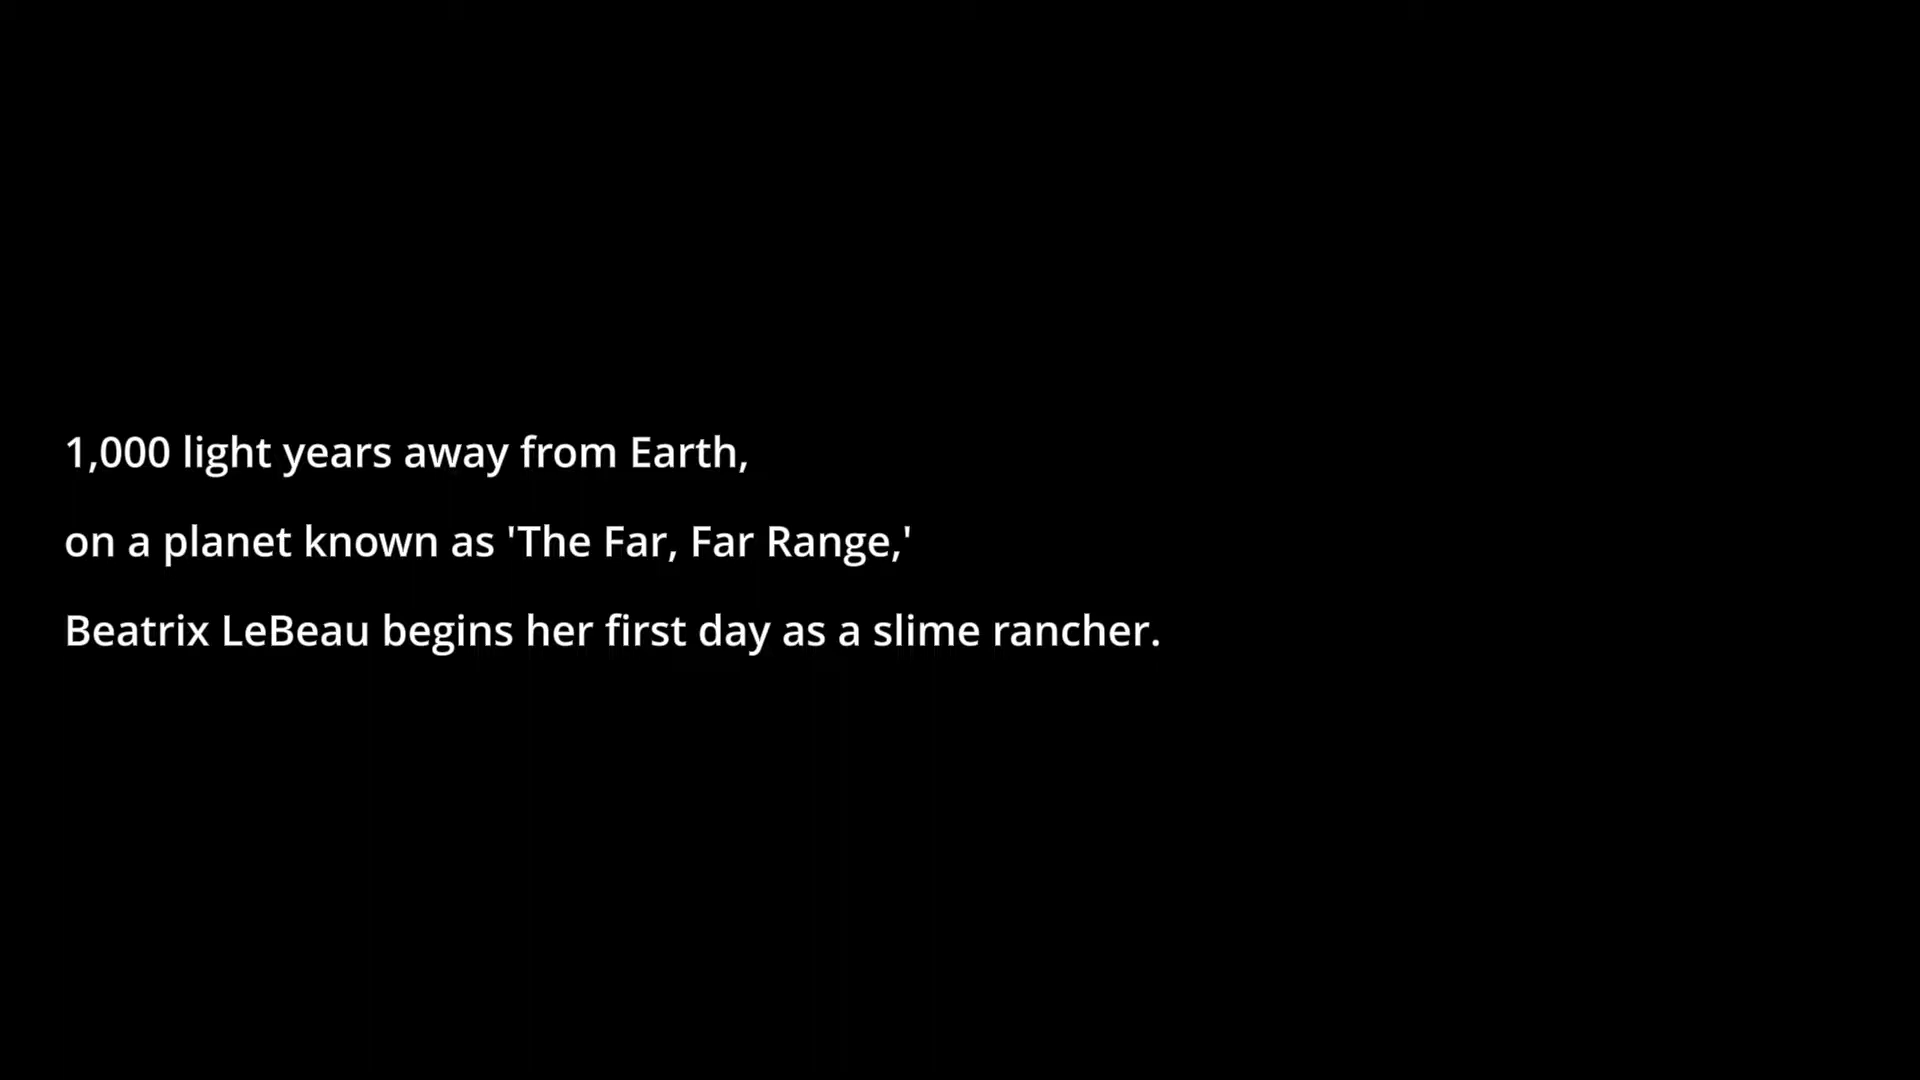 1,000 light years away from Earth,
on a planet known as 'The Far, Far Range,'
Beatrix LeBeau begins her first day as a slime rancher.